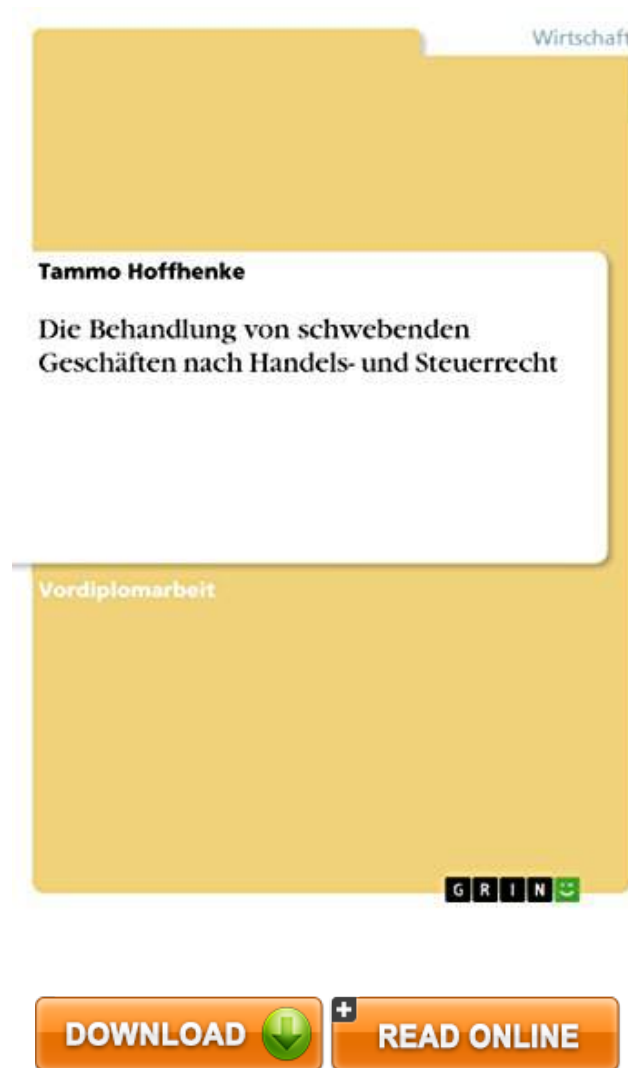 Wirtschaft
Tammo Hoffhenke
Die Behandlung von schwebenden
Geschäften nach Handels- und Steuerrecht
Vordiplomarbeit
GRIN
DOWNLOAD
READ ONLINE